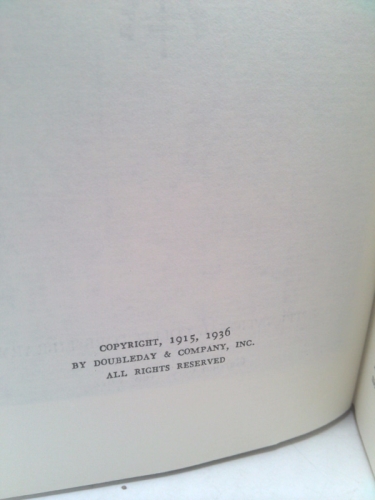 COPYRIGHT, 1915, 1936
BY DOUBLEDAY & COMPANY, INC.
ALL RIGHTS RESERVED